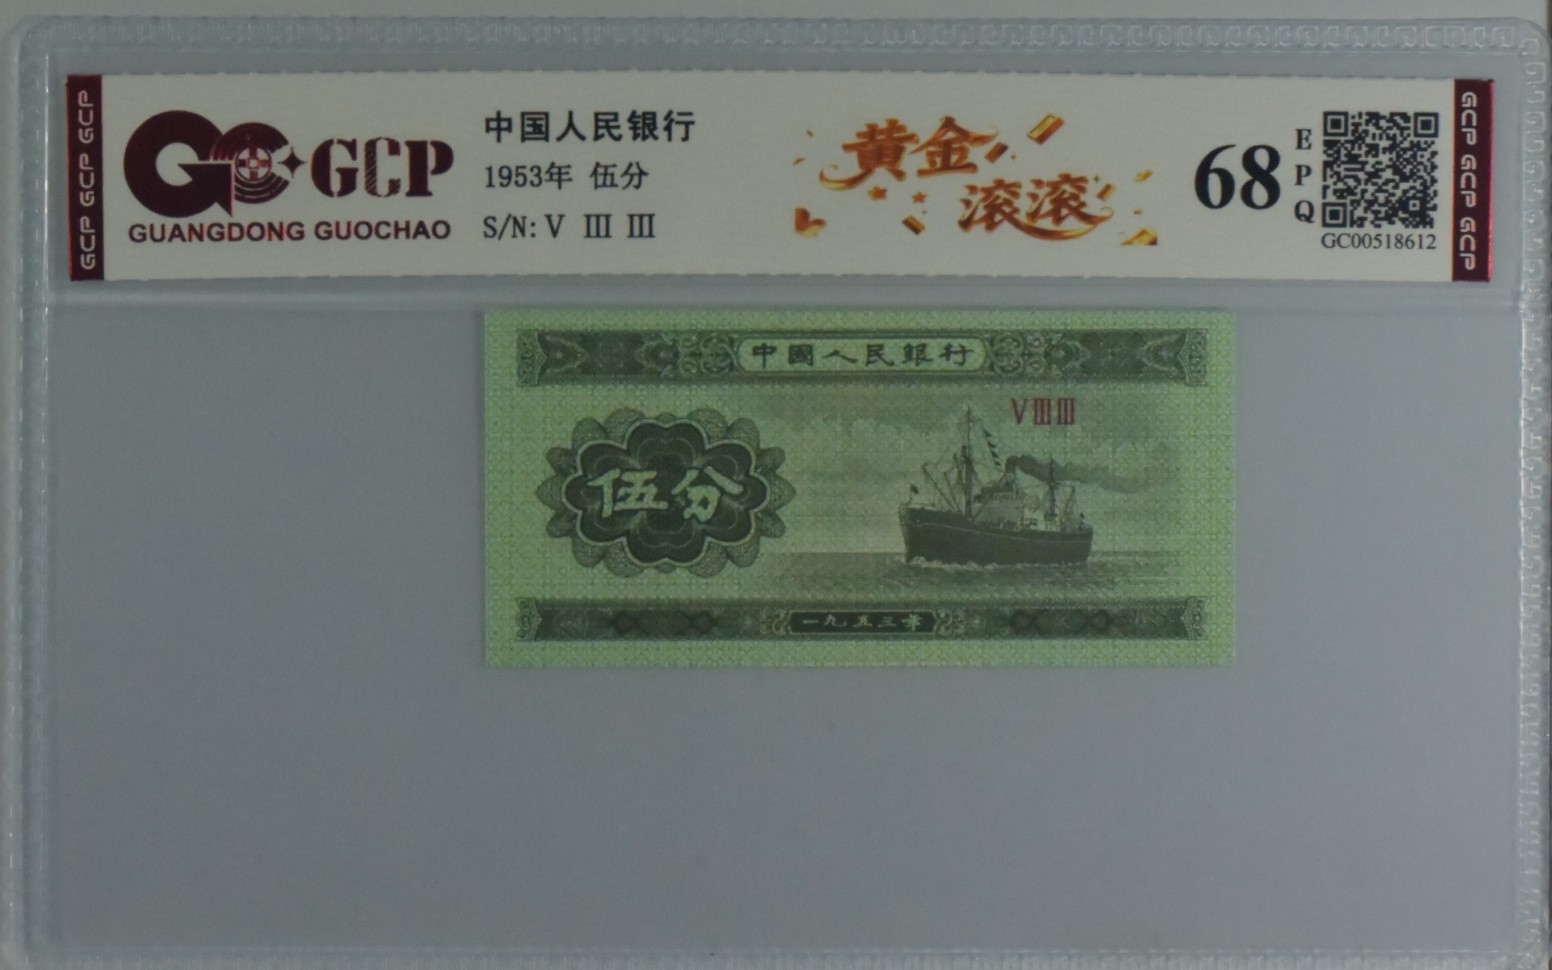 GCP GCP GCP
GCP
GUANGDONG GUOCHAO
中国人民银行
1953年 伍分
S/N: V III III
黄金
滚滚
68
EPQ
GC00518612
GCP GCP GCP
中國人民銀行
VIIIIII
伍分
一九五三年